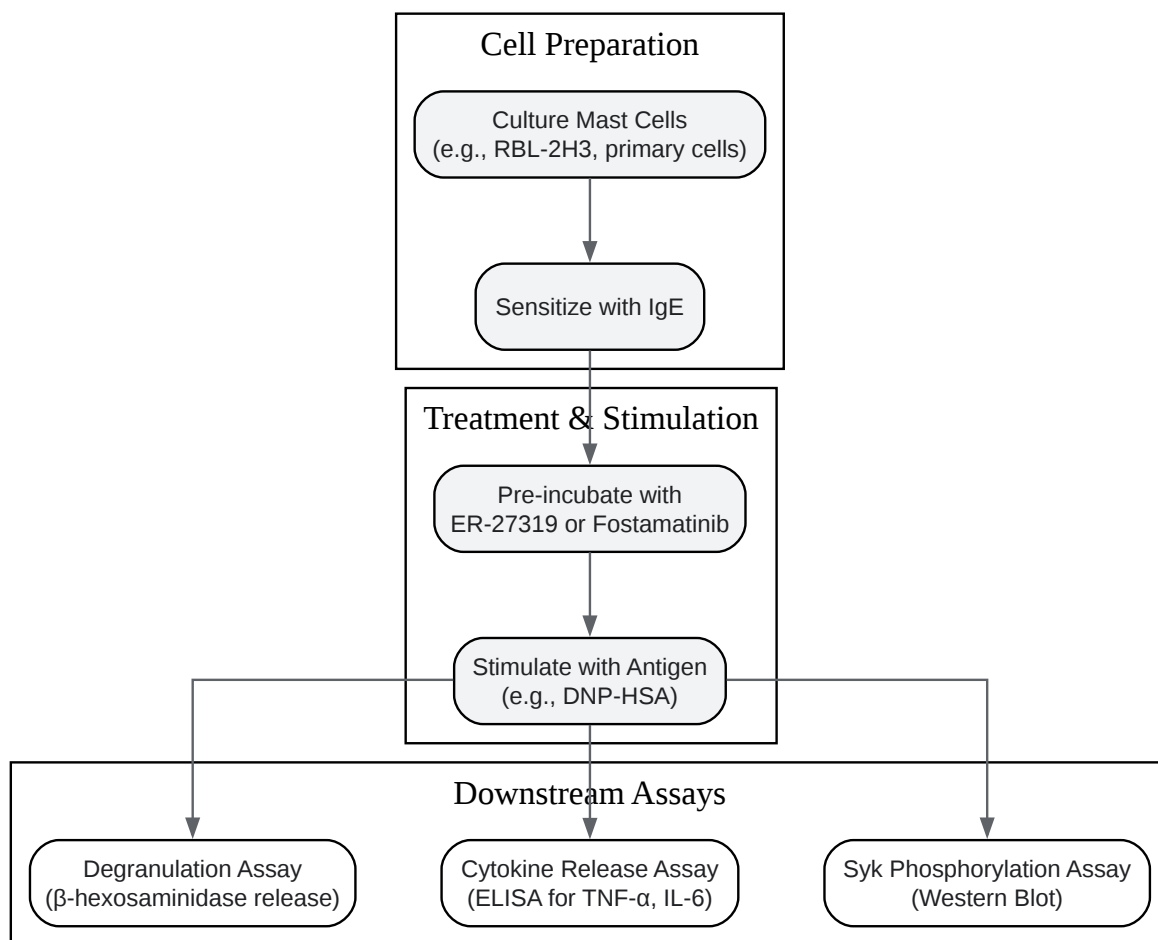 Cell Preparation
Culture Mast Cells
(e.g., RBL-2H3, primary cells)
Sensitize with IgE
Treatment & Stimulation
Pre-incubate with
ER-27319 or Fostamatinib
Stimulate with Antigen
(e.g., DNP-HSA)
Downstream Assays
Degranulation Assay
(β-hexosaminidase release)
Cytokine Release Assay
(ELISA for TNF-α, IL-6)
Syk Phosphorylation Assay
(Western Blot)